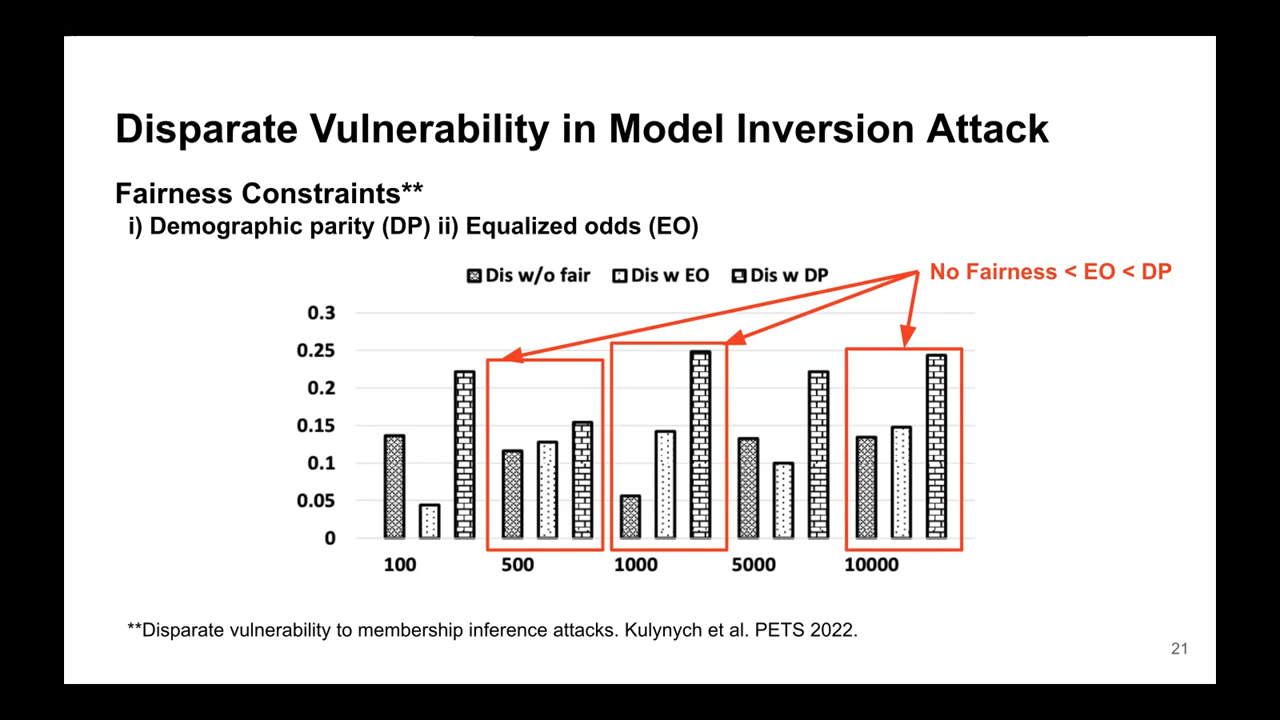 Disparate Vulnerability in Model Inversion Attack
Fairness Constraints**
i) Demographic parity (DP) ii) Equalized odds (EO)
Dis w/o fair Dis w EO Dis w DP
No Fairness < EO < DP
0.3
0.25
0.2
0.15
0.1
0.05
0
100 500 1000 5000 10000
**Disparate vulnerability to membership inference attacks. Kulynych et al. PETS 2022.
21